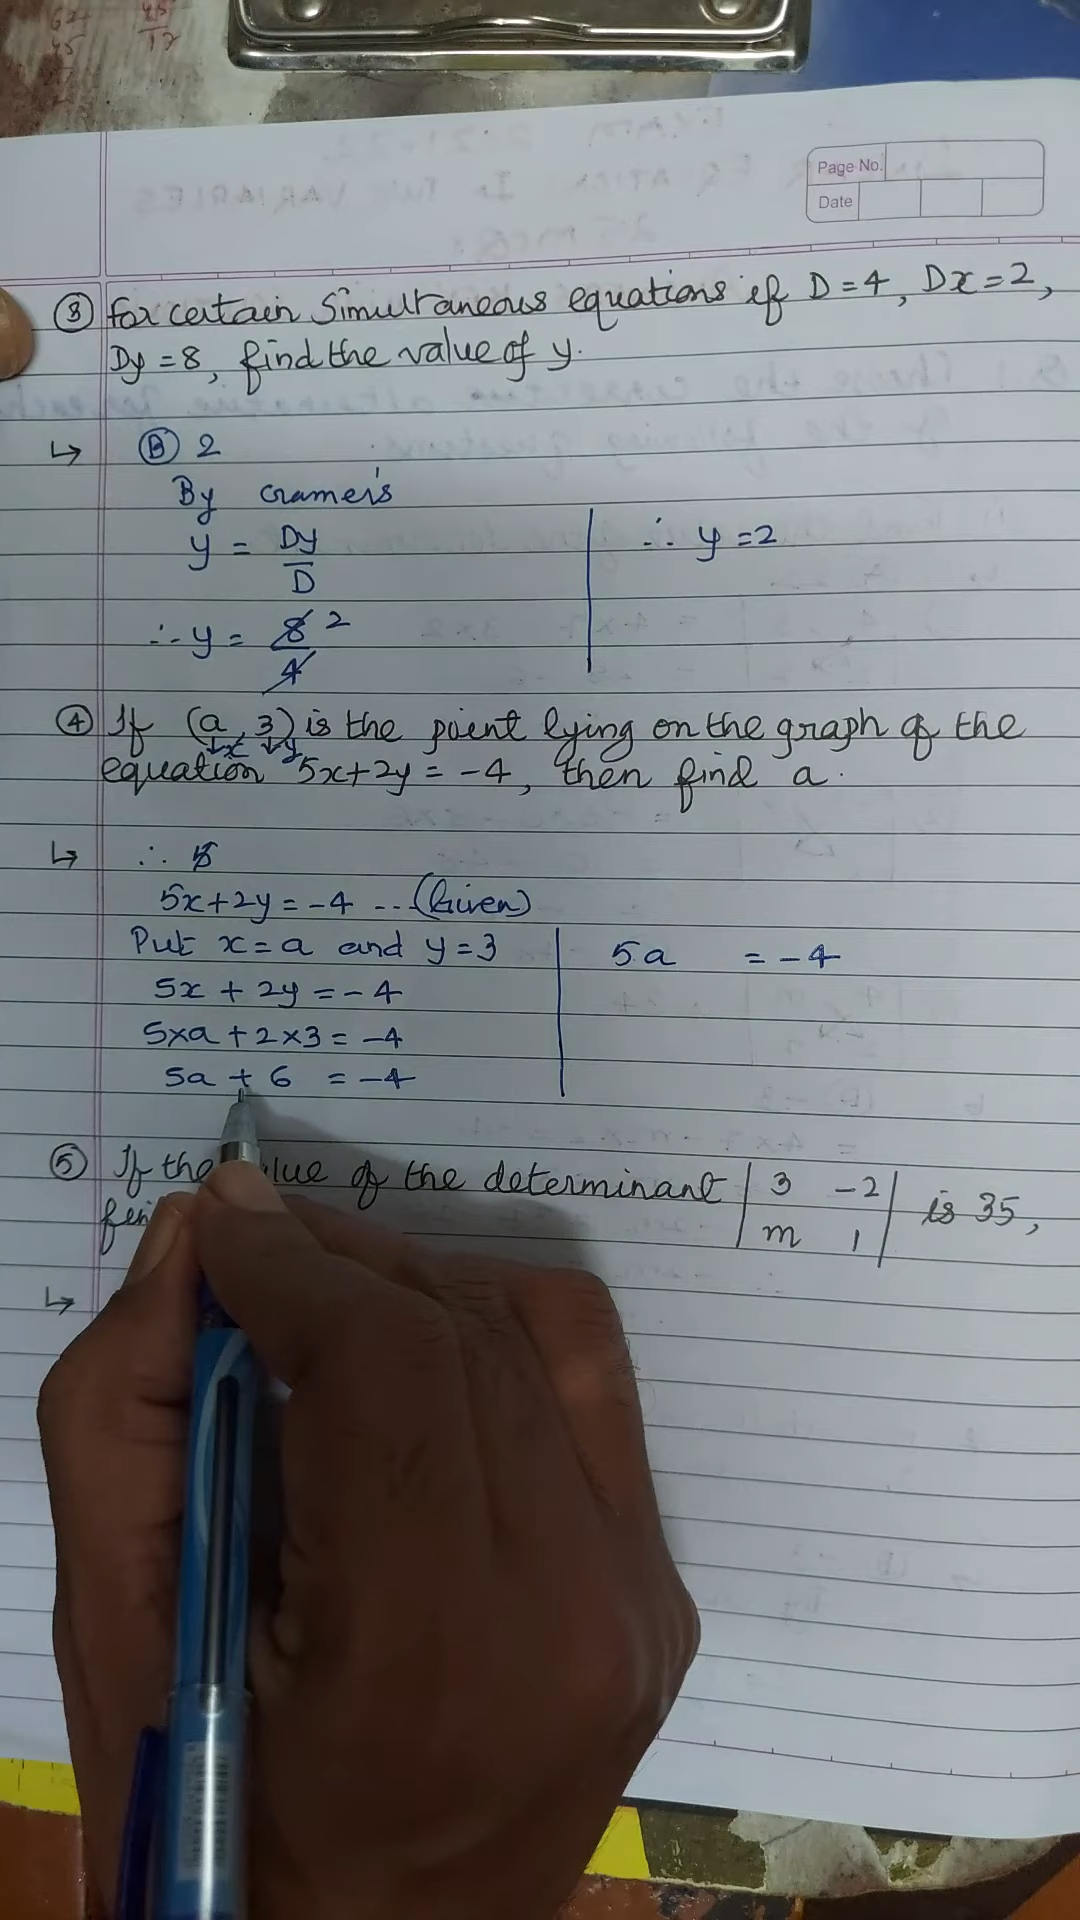 Page No.
Date
③ For certain Simultaneous equations if D = 4, Dx = 2,
Dy = 8, find the value of y.
↳ Ⓑ 2
By cramer's
y = Dy/D
∴ y = 8/4 2
∴ y = 2
④ If (a, 3) is the point lying on the graph of the
↓x ↓y
equation 5x+2y = -4, then find a.
↳ ∴
5x+2y = -4 ... (Given)
Put x = a and y = 3
5x + 2y = -4
5×a + 2×3 = -4
5a + 6 = -4
5a = -4
⑤ If the value of the determinant | 3 -2 | is 35,
| m 1 |
↳